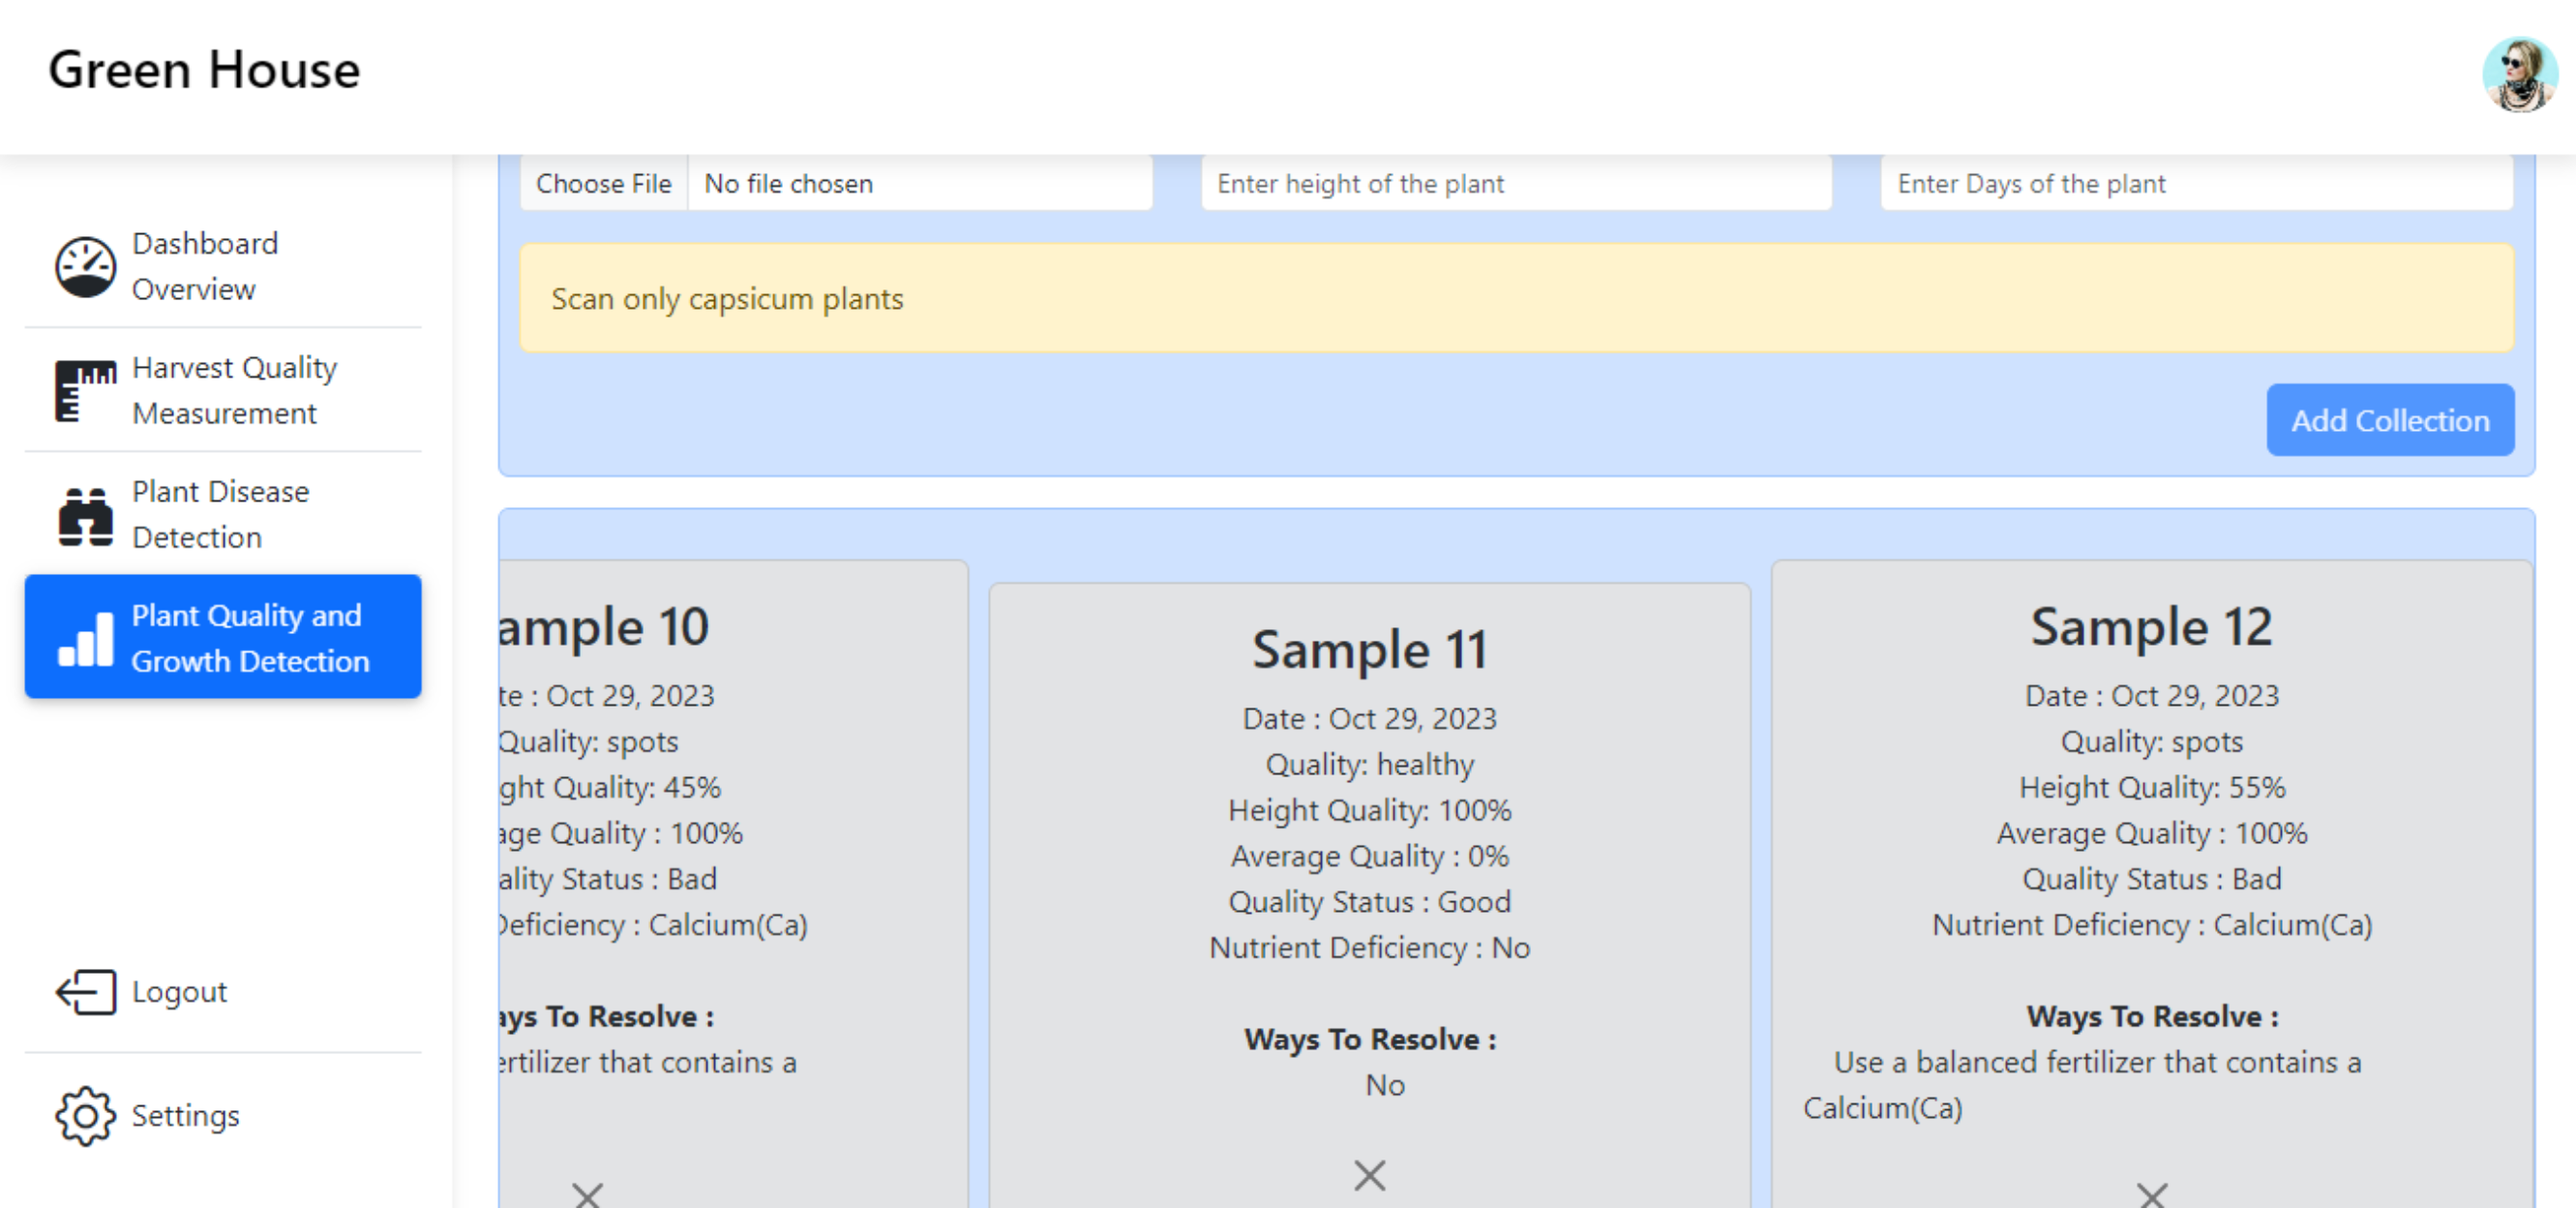 Green House
Dashboard
Overview
Harvest Quality
Measurement
Plant Disease
Detection
Plant Quality and
Growth Detection
Logout
Settings
Choose File No file chosen
Enter height of the plant
Enter Days of the plant
Scan only capsicum plants
Add Collection
ample 10
te : Oct 29, 2023
Quality: spots
ght Quality: 45%
age Quality : 100%
ality Status : Bad
Deficiency : Calcium(Ca)
ays To Resolve :
ertilizer that contains a
Sample 11
Date : Oct 29, 2023
Quality: healthy
Height Quality: 100%
Average Quality : 0%
Quality Status : Good
Nutrient Deficiency : No
Ways To Resolve :
No
Sample 12
Date : Oct 29, 2023
Quality: spots
Height Quality: 55%
Average Quality : 100%
Quality Status : Bad
Nutrient Deficiency : Calcium(Ca)
Ways To Resolve :
Use a balanced fertilizer that contains a
Calcium(Ca)